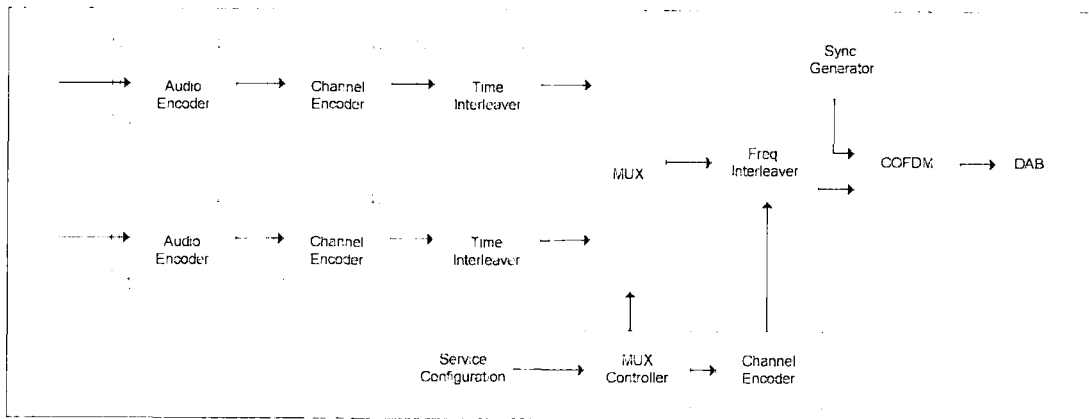 Sync
Generator
Audio
Encoder
Channel
Encoder
Time
Interleaver
MUX
Freq
Interleaver
COFDM
DAB
Audio
Encoder
Channel
Encoder
Time
Interleaver
Service
Configuration
MUX
Controller
Channel
Encoder